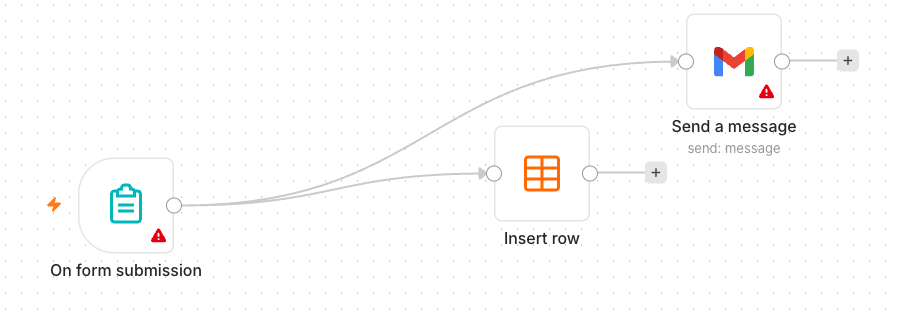 Send a message
send: message
Insert row
On form submission